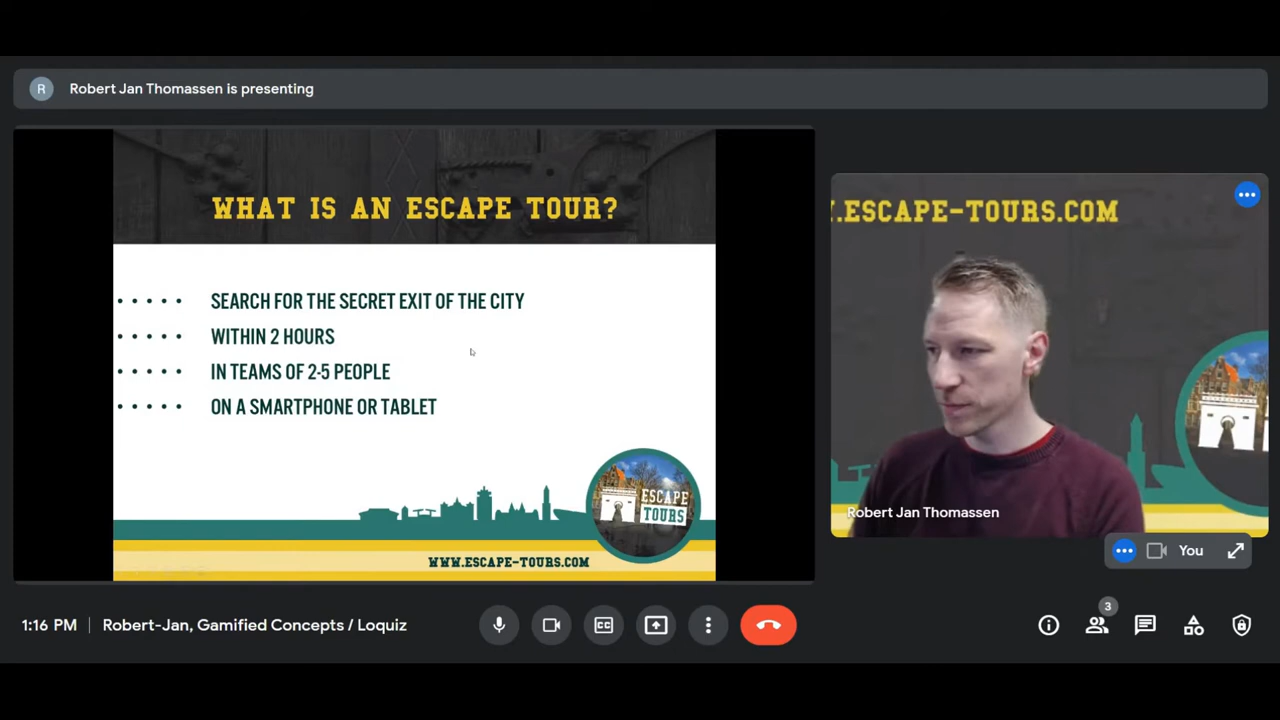 R
Robert Jan Thomassen is presenting
WHAT IS AN ESCAPE TOUR?
SEARCH FOR THE SECRET EXIT OF THE CITY
WITHIN 2 HOURS
IN TEAMS OF 2-5 PEOPLE
ON A SMARTPHONE OR TABLET
ESCAPE
TOURS
WWW.ESCAPE-TOURS.COM
.ESCAPE-TOURS.COM
Robert Jan Thomassen
You
1:16 PM
Robert-Jan, Gamified Concepts / Loquiz
CC
3